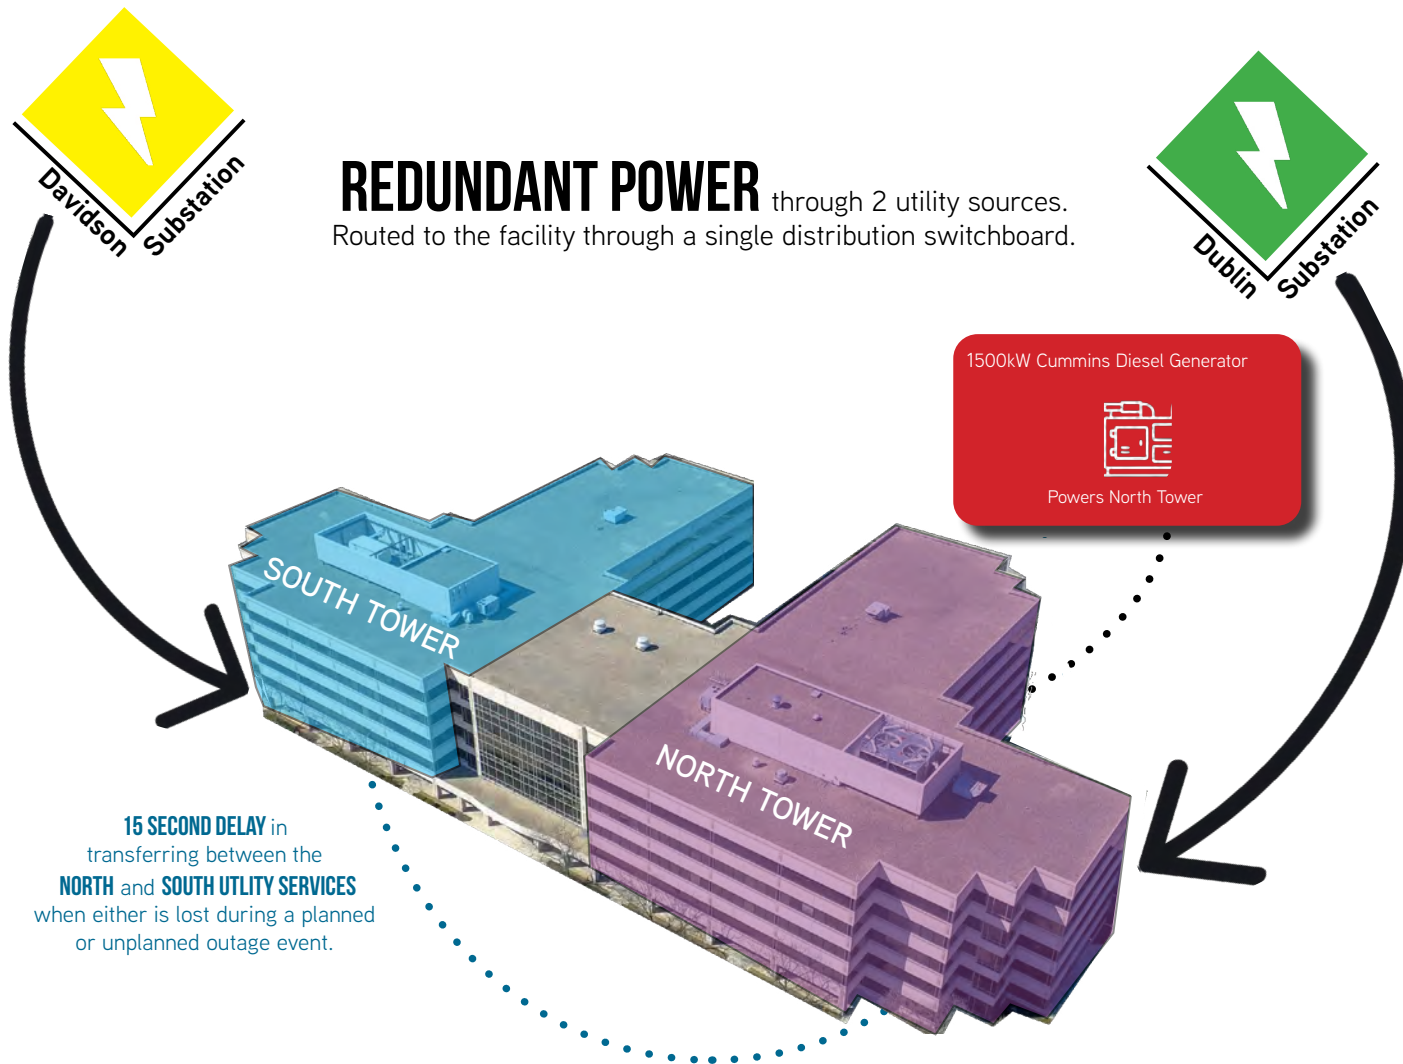 Davidson
Substation
REDUNDANT POWER through 2 utility sources.
Routed to the facility through a single distribution switchboard.
Dublin
Substation
1500kW Cummins Diesel Generator
Powers North Tower
SOUTH TOWER
NORTH TOWER
15 SECOND DELAY in
transferring between the
NORTH and SOUTH UTLITY SERVICES
when either is lost during a planned
or unplanned outage event.